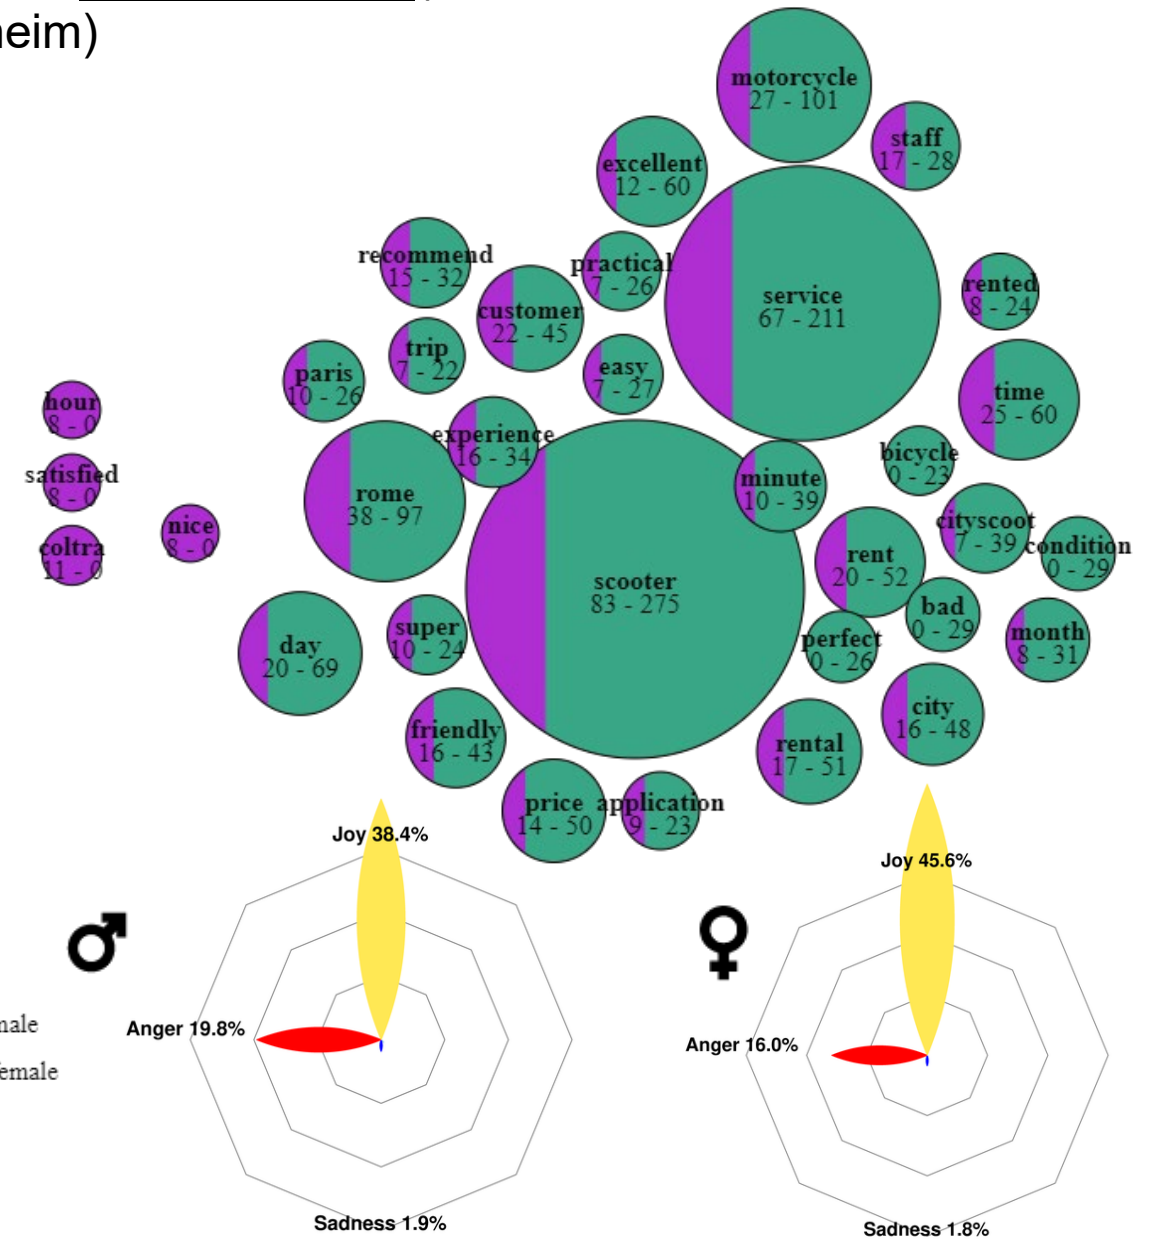 heim)
motorcycle
27 - 101
staff
17 - 28
excellent
12 - 60
recommend
15 - 32
practical
7 - 26
customer
22 - 45
service
67 - 211
rented
8 - 24
trip
7 - 22
easy
7 - 27
paris
10 - 26
time
25 - 60
hour
8 - 0
experience
16 - 34
bicycle
0 - 23
satisfied
8 - 0
minute
10 - 39
rome
38 - 97
nice
8 - 0
cityscoot
7 - 39
coltra
11 - 0
condition
0 - 29
rent
20 - 52
scooter
83 - 275
bad
0 - 29
super
10 - 24
perfect
0 - 26
month
8 - 31
day
20 - 69
city
16 - 48
friendly
16 - 43
rental
17 - 51
price
14 - 50
application
9 - 23
Joy 38.4%
Joy 45.6%
Anger 19.8%
Anger 16.0%
male
emale
Sadness 1.9%
Sadness 1.8%